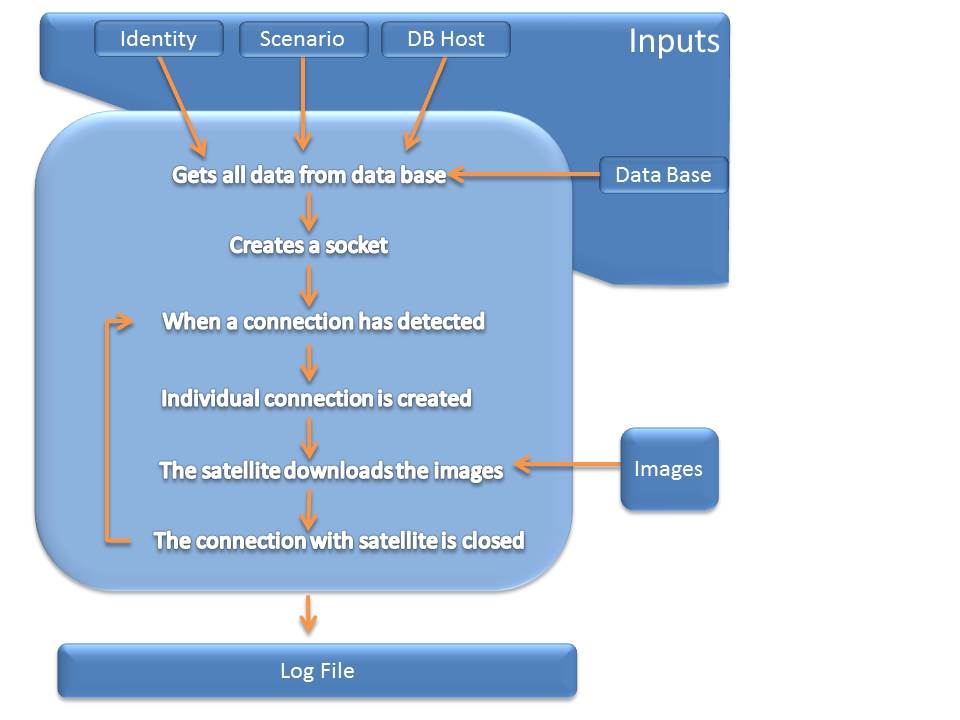 Identity
Scenario
DB Host
Inputs
Gets all data from data base
Data Base
Creates a socket
When a connection has detected
Individual connection is created
The satellite downloads the images
Images
The connection with satellite is closed
Log File